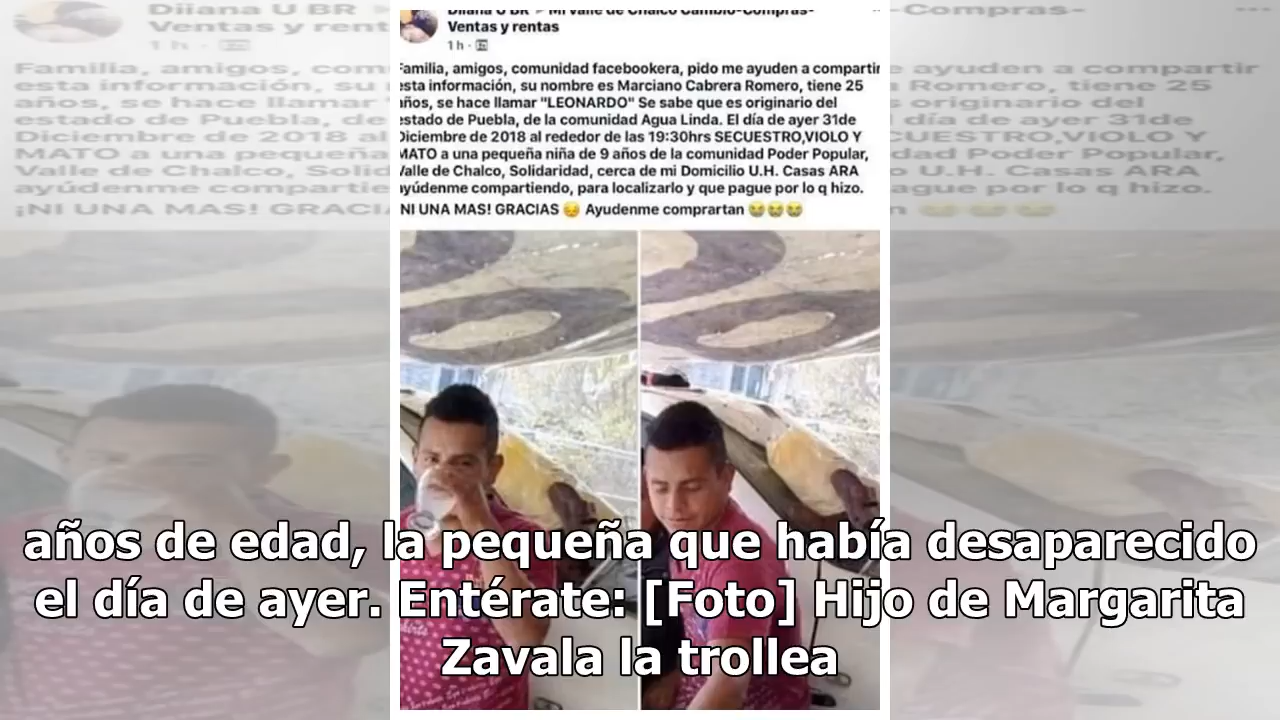 Diiana U BR ▸ Mi Valle de Chalco Cambio-Compras-
Ventas y rentas
1 h ·
Familia, amigos, comunidad facebookera, pido me ayuden a compartir
esta información, su nombre es Marciano Cabrera Romero, tiene 25
años, se hace llamar "LEONARDO" Se sabe que es originario del
estado de Puebla, de la comunidad Agua Linda. El día de ayer 31de
Diciembre de 2018 al rededor de las 19:30hrs SECUESTRO,VIOLO Y
MATO a una pequeña niña de 9 años de la comunidad Poder Popular,
Valle de Chalco, Solidaridad, cerca de mi Domicilio U.H. Casas ARA
ayúdenme compartiendo, para localizarlo y que pague por lo q hizo.
¡NI UNA MAS! GRACIAS 😔 Ayudenme comprartan 😭😭😭
años de edad, la pequeña que había desaparecido
el día de ayer. Entérate: [Foto] Hijo de Margarita
Zavala la trollea